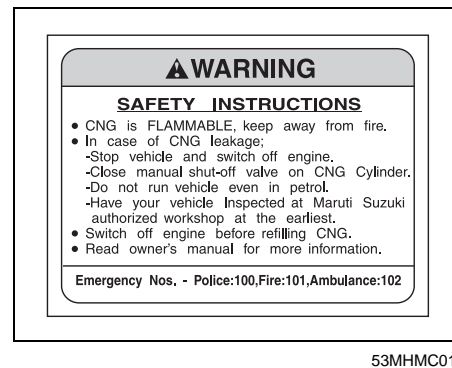 WARNING
SAFETY INSTRUCTIONS
• CNG is FLAMMABLE, keep away from fire.
• In case of CNG leakage;
-Stop vehicle and switch off engine.
-Close manual shut-off valve on CNG Cylinder.
-Do not run vehicle even in petrol.
-Have your vehicle Inspected at Maruti Suzuki
authorized workshop at the earliest.
• Switch off engine before refilling CNG.
• Read owner's manual for more information.
Emergency Nos. - Police:100,Fire:101,Ambulance:102
53MHMC01